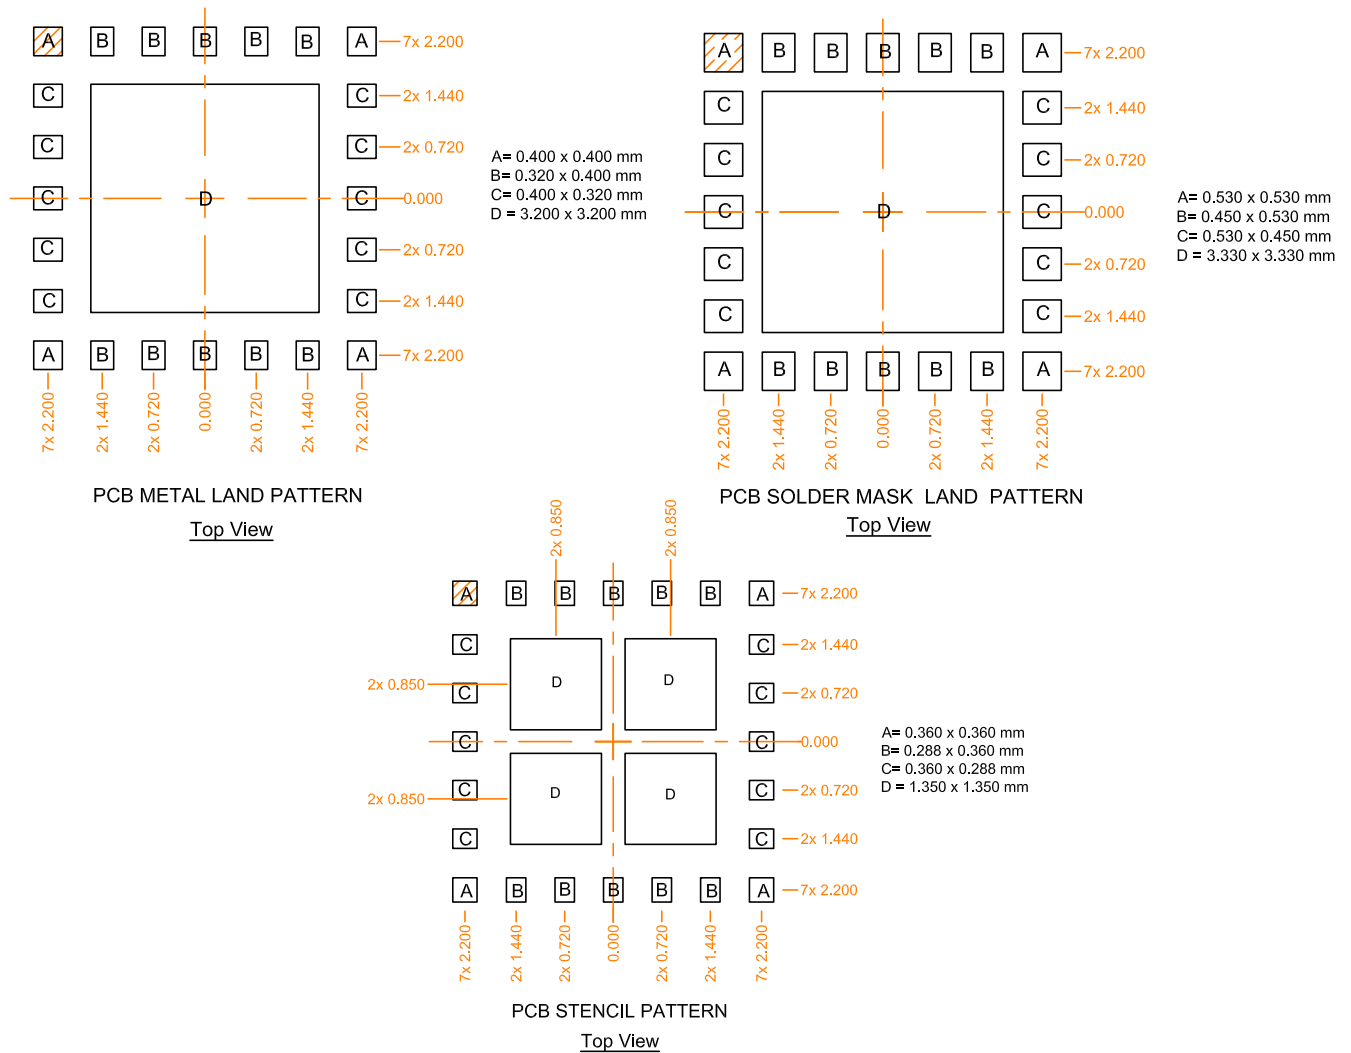 A B B B B B A 7x 2.200
C C 2x 1.440
C C 2x 0.720
C D C 0.000
C C 2x 0.720
C C 2x 1.440
A B B B B B A 7x 2.200
7x 2.200 2x 1.440 2x 0.720 0.000 2x 0.720 2x 1.440 7x 2.200
A= 0.400 x 0.400 mm
B= 0.320 x 0.400 mm
C= 0.400 x 0.320 mm
D = 3.200 x 3.200 mm
PCB METAL LAND PATTERN
Top View
A B B B B B A 7x 2.200
C C 2x 1.440
C C 2x 0.720
C D C 0.000
C C 2x 0.720
C C 2x 1.440
A B B B B B A 7x 2.200
7x 2.200 2x 1.440 2x 0.720 0.000 2x 0.720 2x 1.440 7x 2.200
A= 0.530 x 0.530 mm
B= 0.450 x 0.530 mm
C= 0.530 x 0.450 mm
D = 3.330 x 3.330 mm
PCB SOLDER MASK LAND PATTERN
Top View
2x 0.850 2x 0.850
A B B B B B A 7x 2.200
C C 2x 1.440
2x 0.850 C D D C 2x 0.720
C C 0.000
2x 0.850 C D D C 2x 0.720
C C 2x 1.440
A B B B B B A 7x 2.200
7x 2.200 2x 1.440 2x 0.720 0.000 2x 0.720 2x 1.440 7x 2.200
A= 0.360 x 0.360 mm
B= 0.288 x 0.360 mm
C= 0.360 x 0.288 mm
D = 1.350 x 1.350 mm
PCB STENCIL PATTERN
Top View